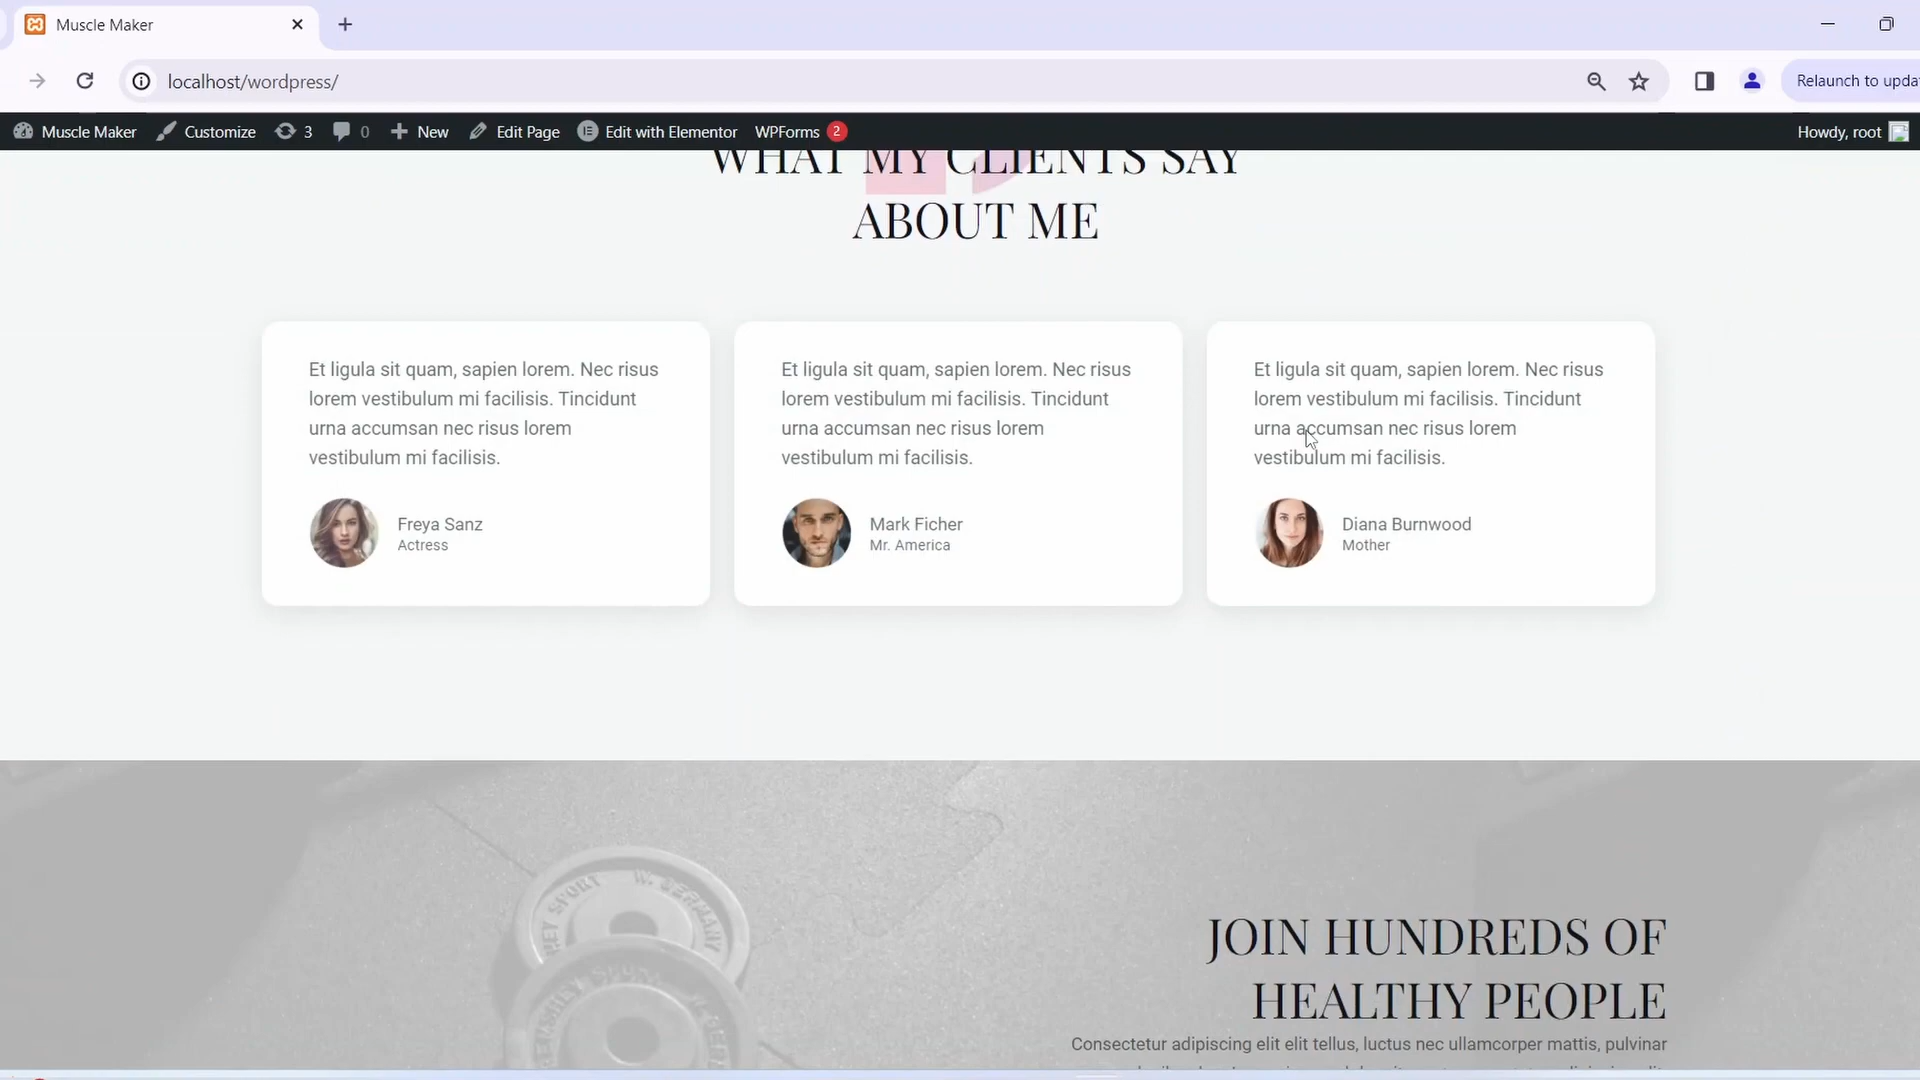 Muscle Maker
localhost/wordpress/
Relaunch to upda
Muscle Maker Customize 3 0 New Edit Page Edit with Elementor WPForms 2 Howdy, root
WHAT MY CLIENTS SAY
ABOUT ME
Et ligula sit quam, sapien lorem. Nec risus
lorem vestibulum mi facilisis. Tincidunt
urna accumsan nec risus lorem
vestibulum mi facilisis.
Freya Sanz
Actress
Et ligula sit quam, sapien lorem. Nec risus
lorem vestibulum mi facilisis. Tincidunt
urna accumsan nec risus lorem
vestibulum mi facilisis.
Mark Ficher
Mr. America
Et ligula sit quam, sapien lorem. Nec risus
lorem vestibulum mi facilisis. Tincidunt
urna accumsan nec risus lorem
vestibulum mi facilisis.
Diana Burnwood
Mother
W. GERMANY
JOIN HUNDREDS OF
HEALTHY PEOPLE
Consectetur adipiscing elit elit tellus, luctus nec ullamcorper mattis, pulvinar